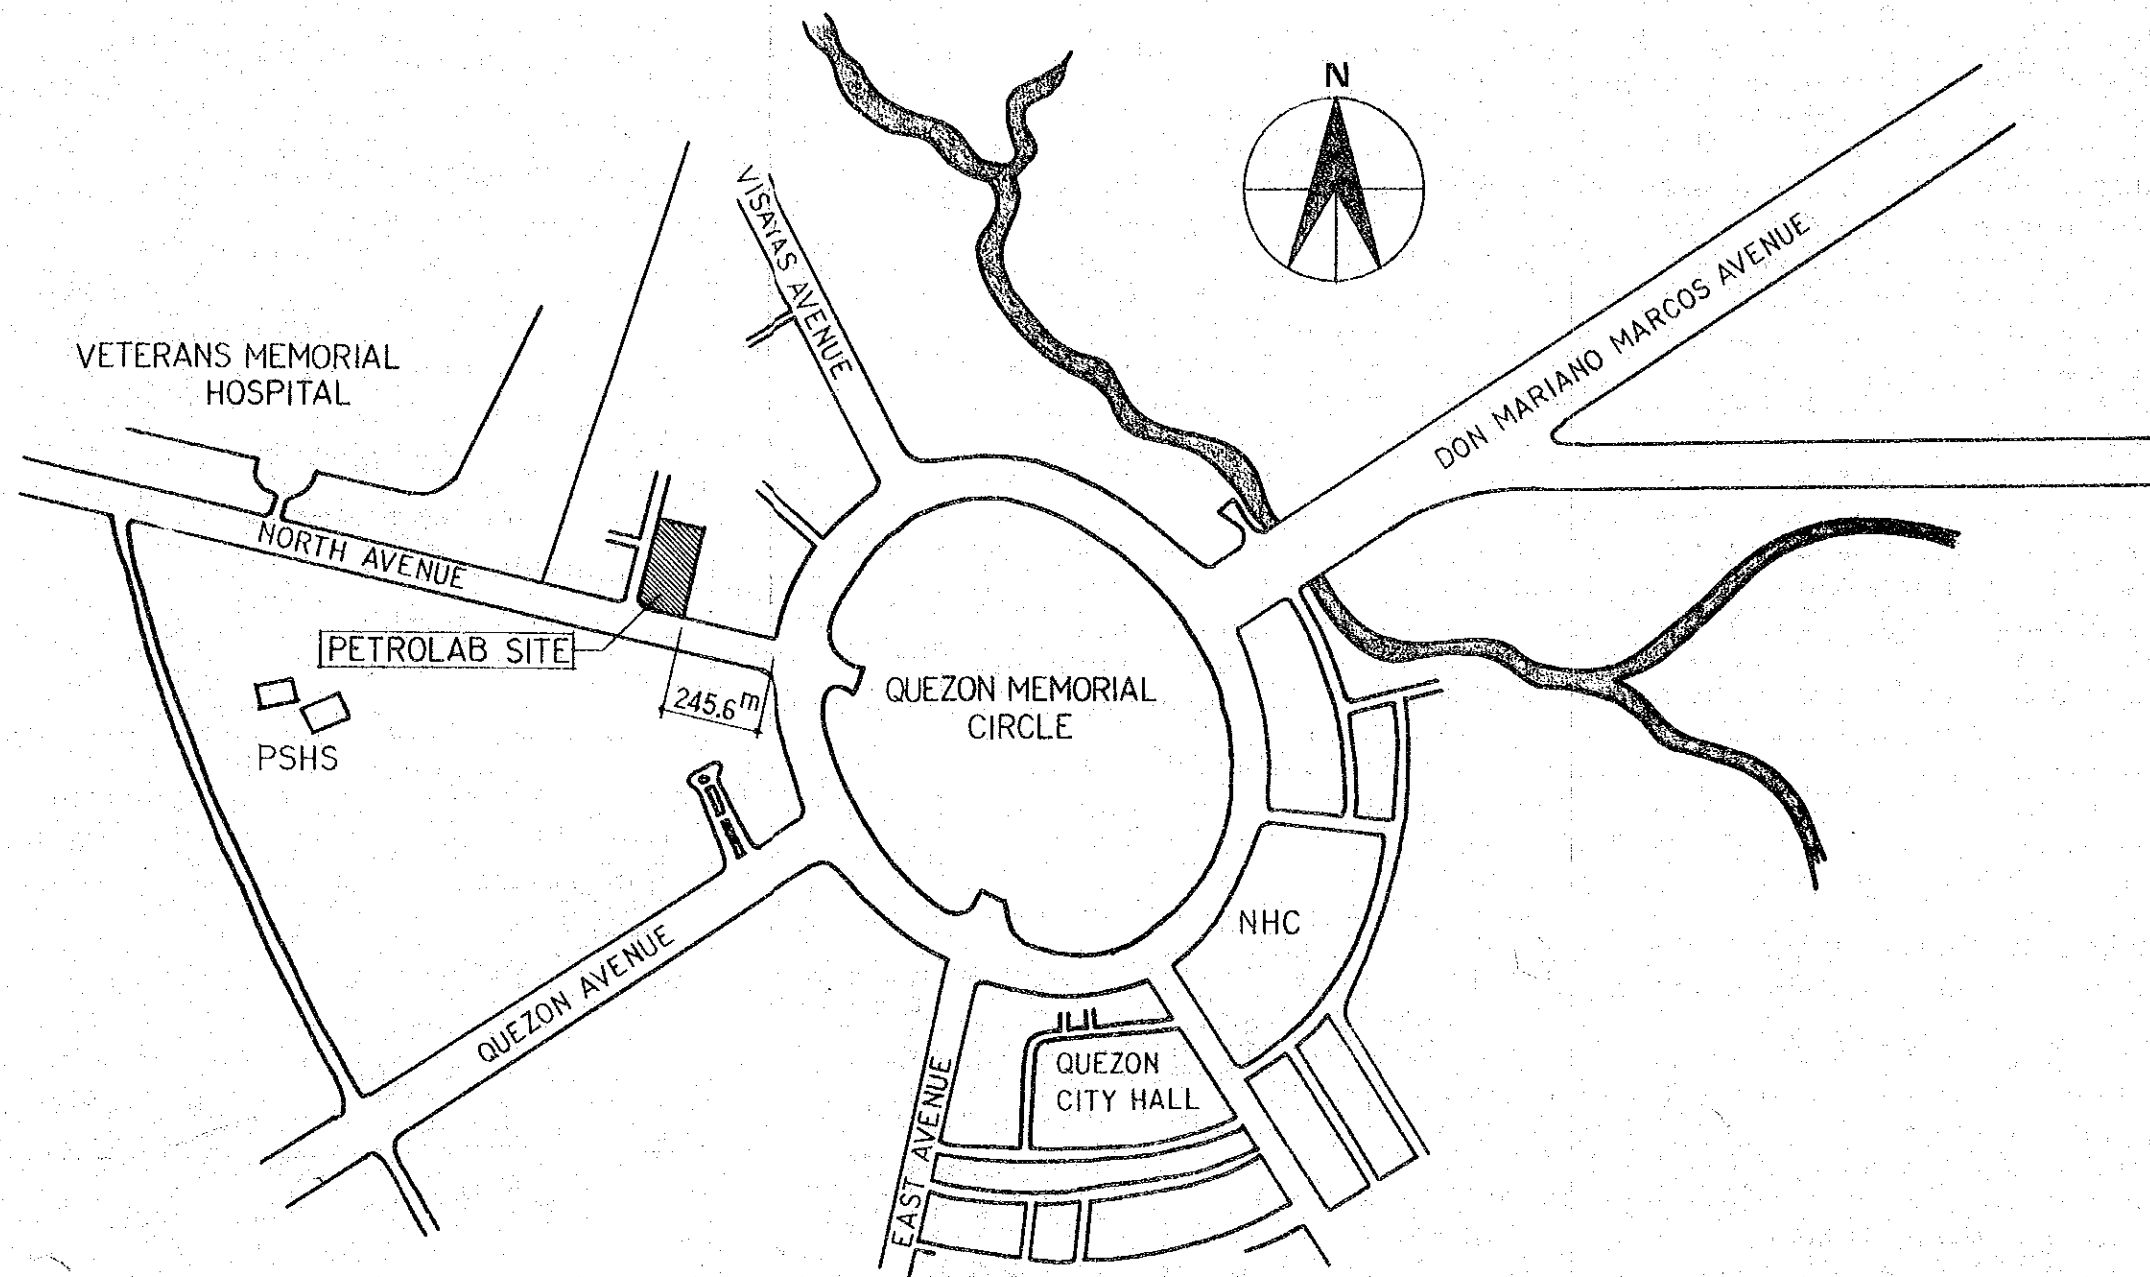 N
VISAYAS AVENUE
DON MARIANO MARCOS AVENUE
VETERANS MEMORIAL
HOSPITAL
NORTH AVENUE
PETROLAB SITE
245.6 m
QUEZON MEMORIAL
CIRCLE
PSHS
NHC
QUEZON AVENUE
QUEZON
CITY HALL
EAST AVENUE